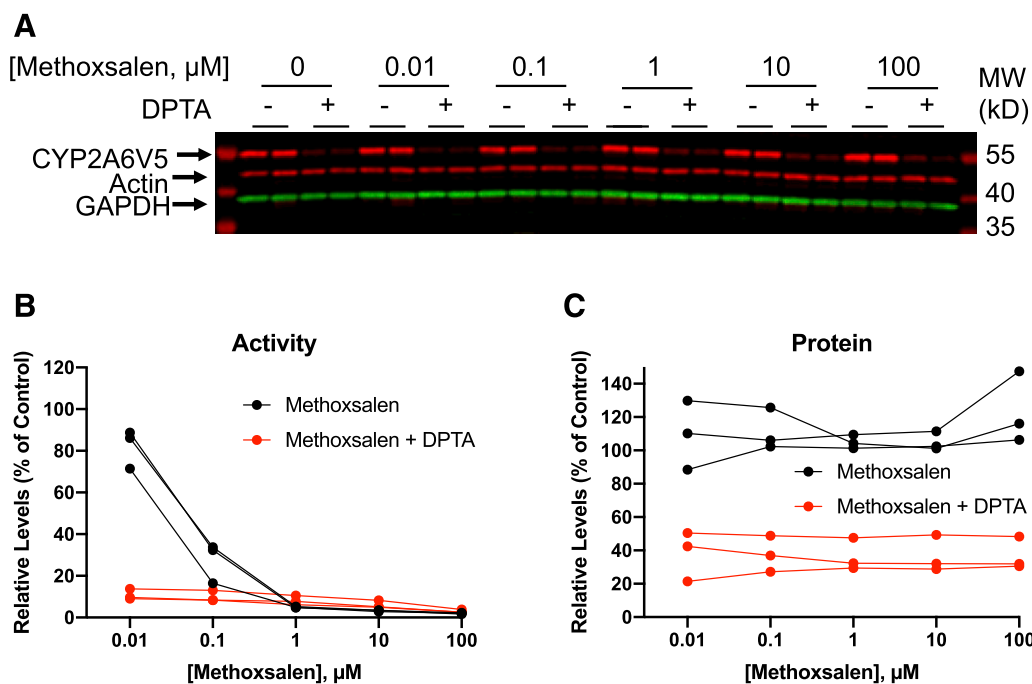 A
[Methoxsalen, µM] 0 0.01 0.1 1 10 100 MW
DPTA - + - + - + - + - + - + (kD)
CYP2A6V5 55
Actin 40
GAPDH 35
B
Activity
Relative Levels (% of Control)
120
100
80
60
40
20
0
Methoxsalen
Methoxsalen + DPTA
0.01 0.1 1 10 100
[Methoxsalen], µM
C
Protein
Relative Levels (% of Control)
140
120
100
80
60
40
20
0
Methoxsalen
Methoxsalen + DPTA
0.01 0.1 1 10 100
[Methoxsalen], µM